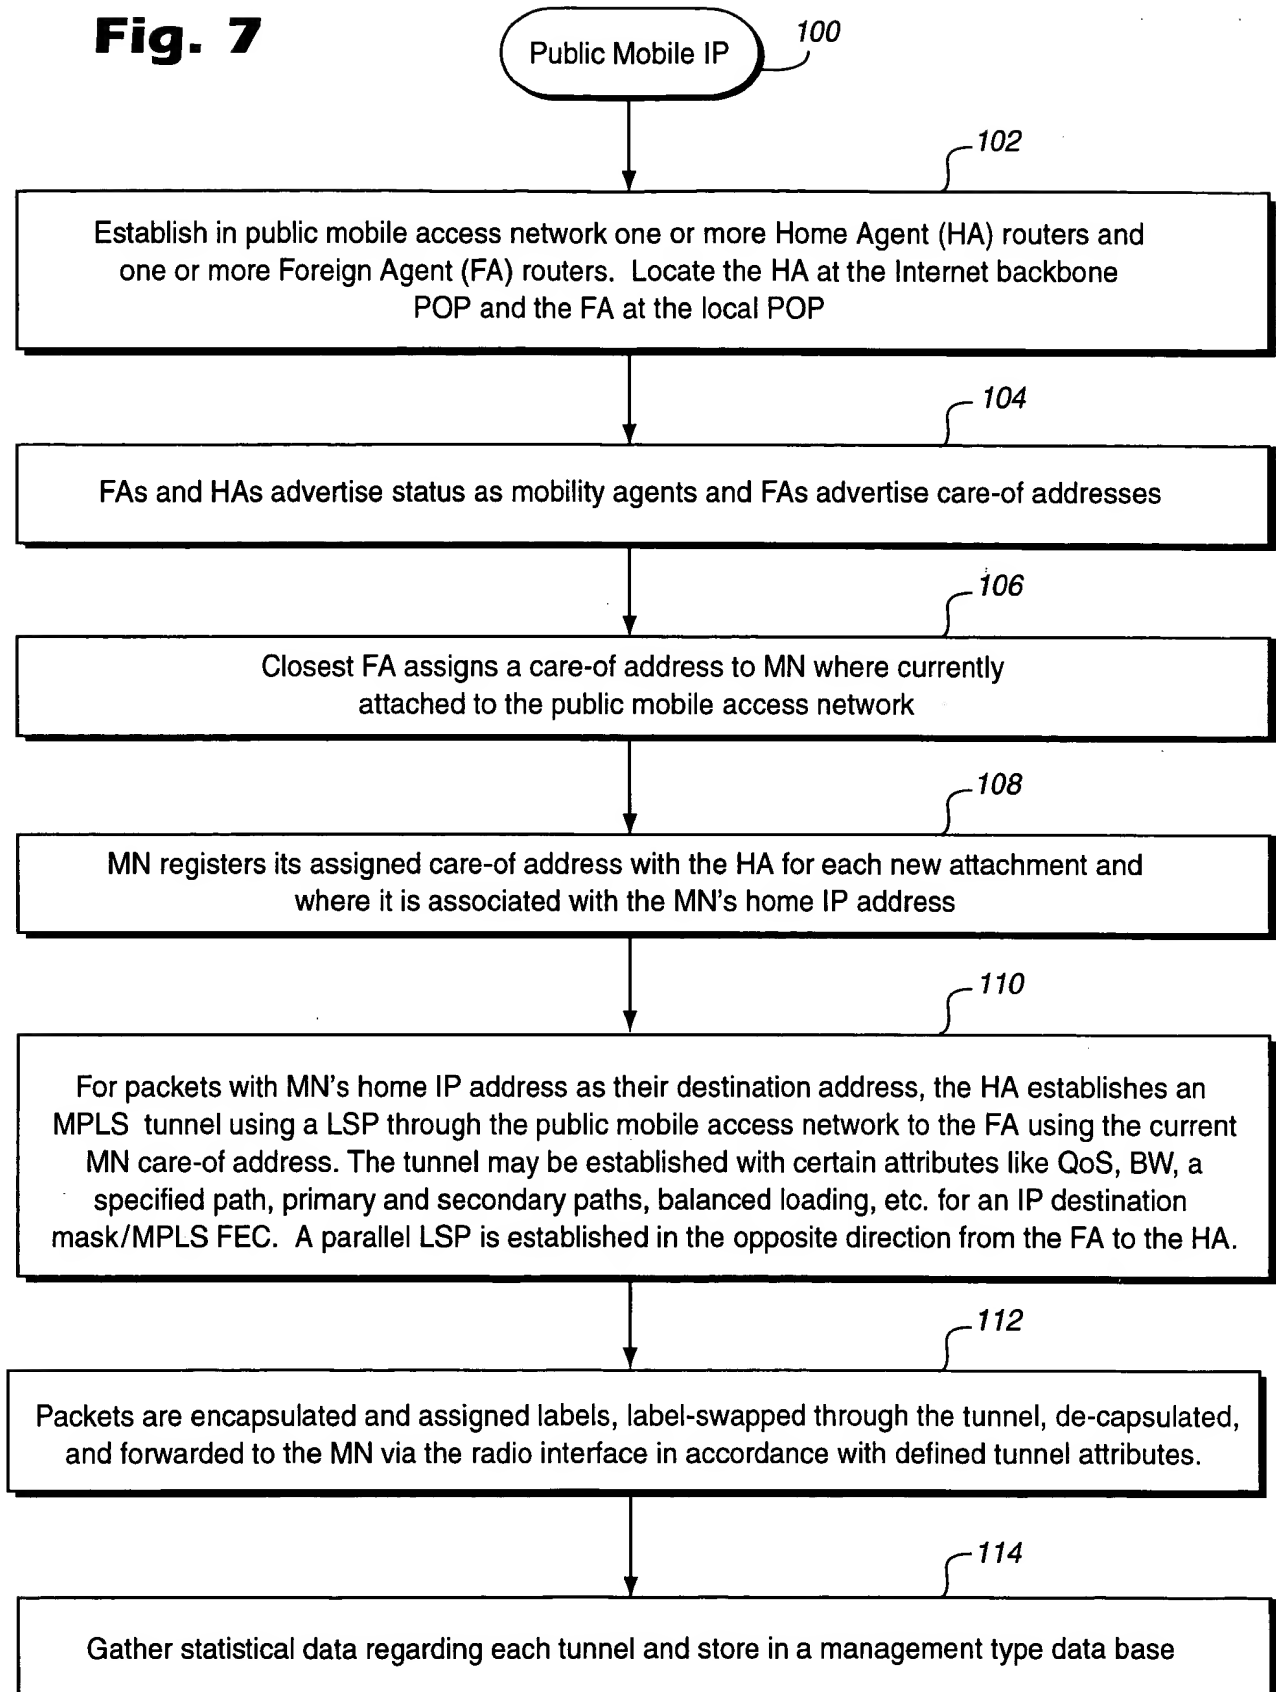 Fig. 7
Public Mobile IP
100
102
Establish in public mobile access network one or more Home Agent (HA) routers and
one or more Foreign Agent (FA) routers. Locate the HA at the Internet backbone
POP and the FA at the local POP
104
FAs and HAs advertise status as mobility agents and FAs advertise care-of addresses
106
Closest FA assigns a care-of address to MN where currently
attached to the public mobile access network
108
MN registers its assigned care-of address with the HA for each new attachment and
where it is associated with the MN's home IP address
110
For packets with MN's home IP address as their destination address, the HA establishes an
MPLS tunnel using a LSP through the public mobile access network to the FA using the current
MN care-of address. The tunnel may be established with certain attributes like QoS, BW, a
specified path, primary and secondary paths, balanced loading, etc. for an IP destination
mask/MPLS FEC. A parallel LSP is established in the opposite direction from the FA to the HA.
112
Packets are encapsulated and assigned labels, label-swapped through the tunnel, de-capsulated,
and forwarded to the MN via the radio interface in accordance with defined tunnel attributes.
114
Gather statistical data regarding each tunnel and store in a management type data base